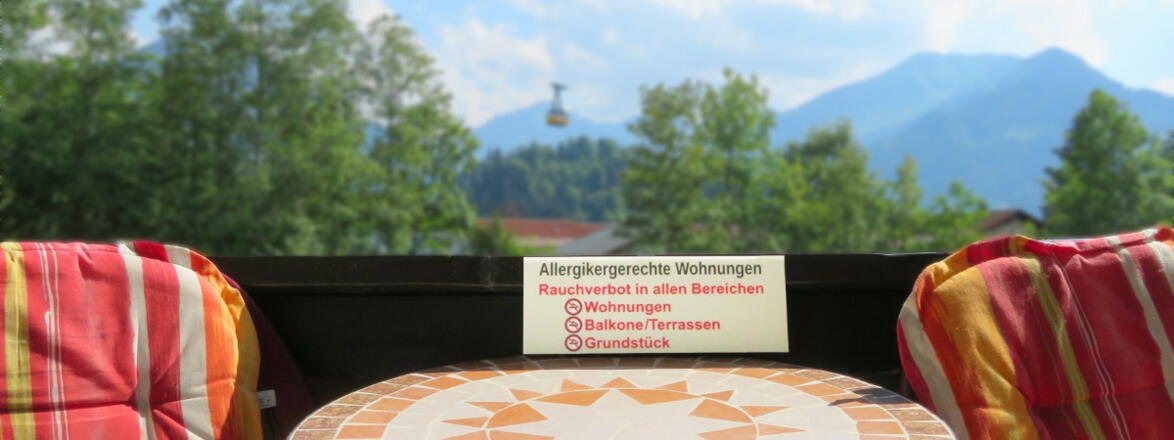 Allergikergerechte Wohnungen
Rauchverbot in allen Bereichen
Wohnungen
Balkone/Terrassen
Grundstück